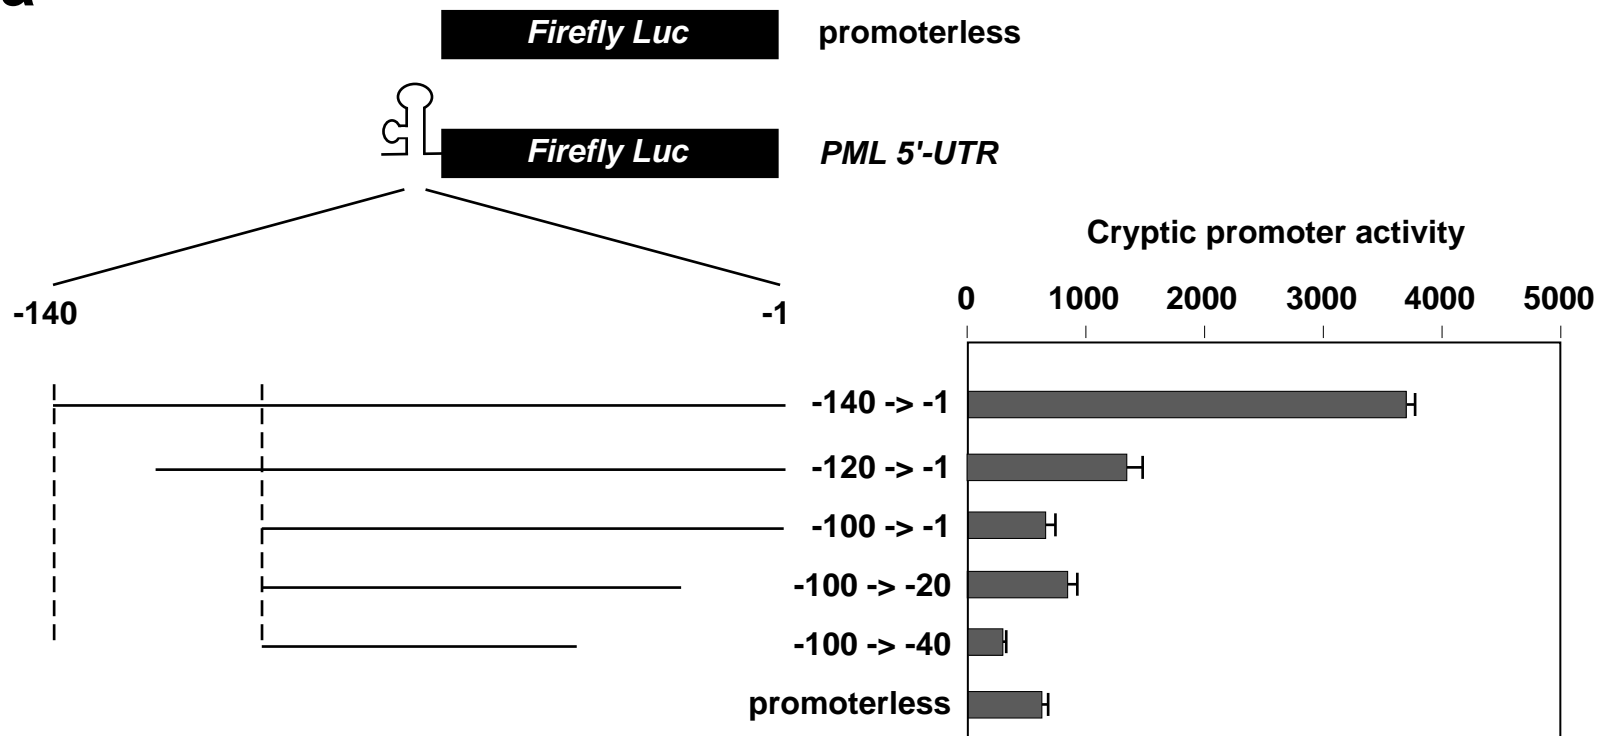 a
Firefly Luc promoterless
Firefly Luc PML 5'-UTR
Cryptic promoter activity
-140 -1 0 1000 2000 3000 4000 5000
-140 -> -1
-120 -> -1
-100 -> -1
-100 -> -20
-100 -> -40
promoterless